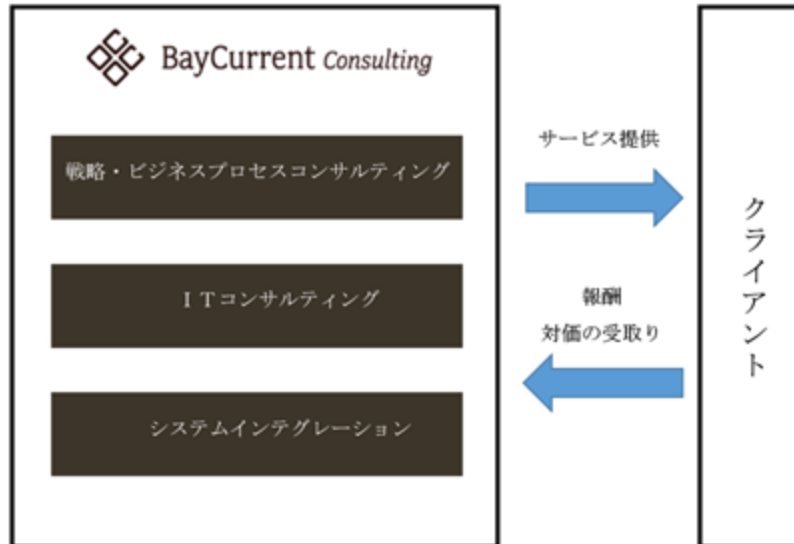 BayCurrent Consulting
戦略・ビジネスプロセスコンサルティング
ＩＴコンサルティング
システムインテグレーション
サービス提供
報酬
対価の受取り
クライアント